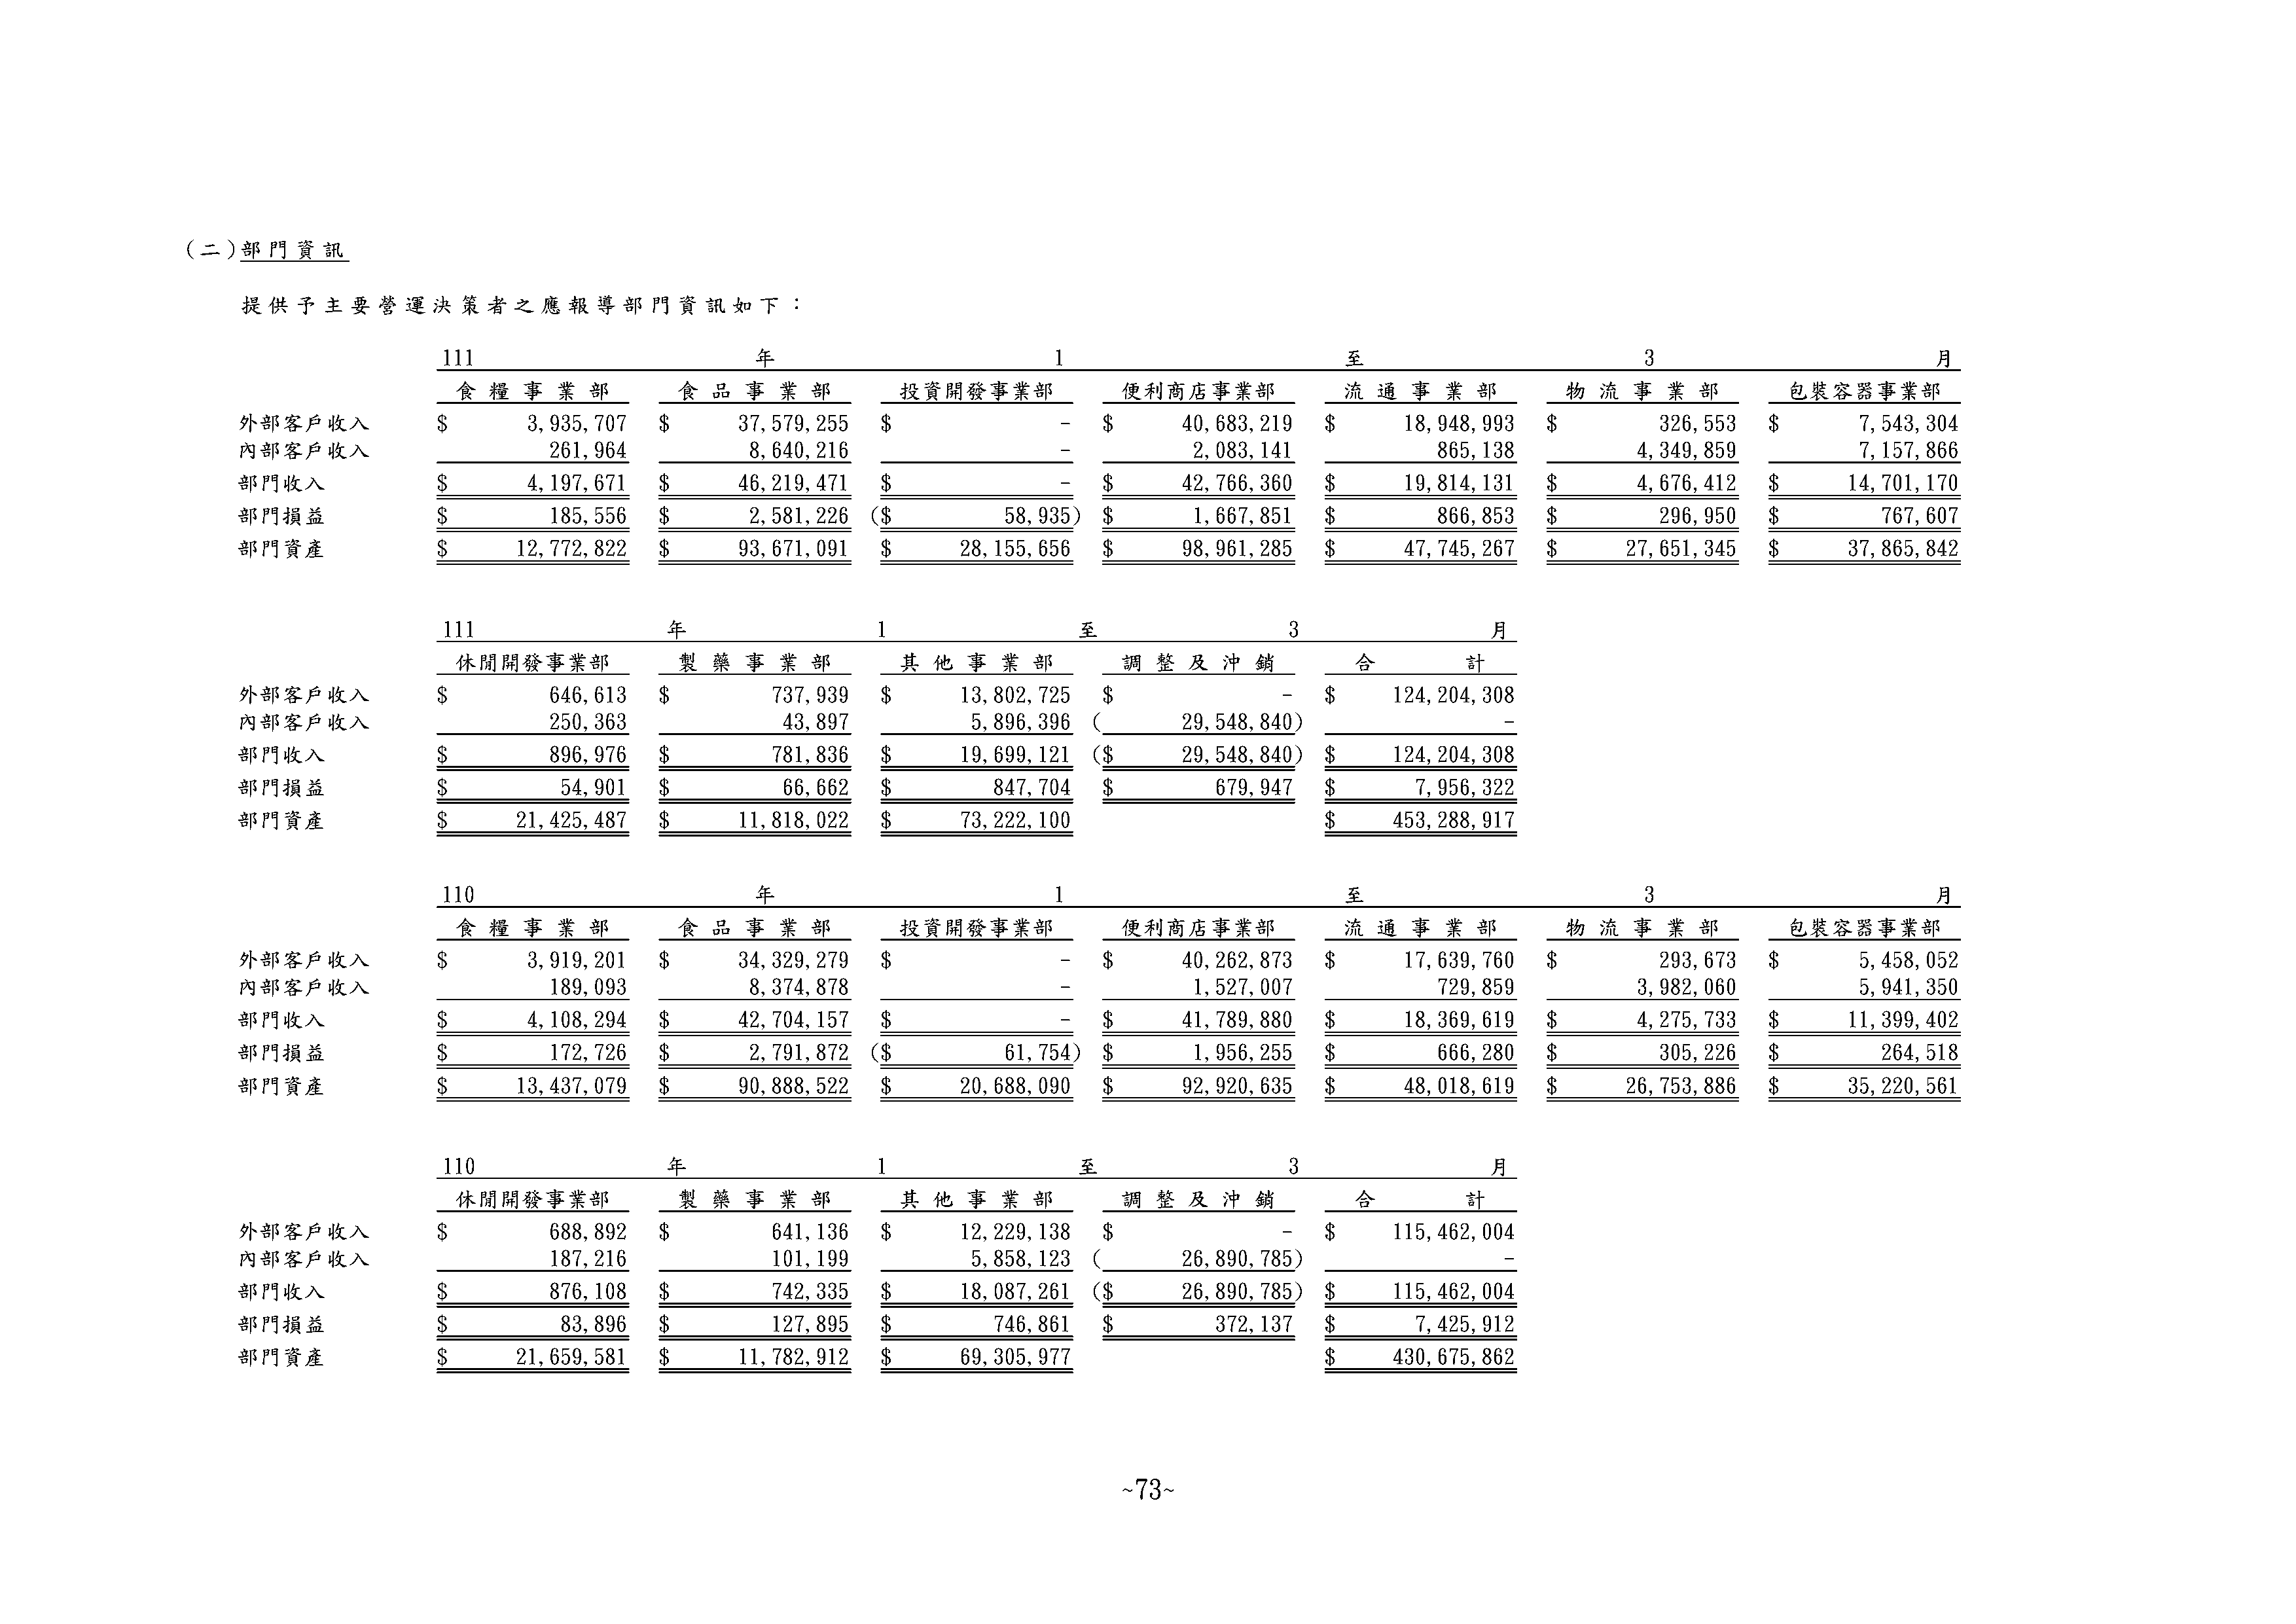 (二)部門資訊
提供予主要營運決策者之應報導部門資訊如下：
111 年 1 至 3 月
食糧事業部 食品事業部 投資開發事業部 便利商店事業部 流通事業部 物流事業部 包裝容器事業部
外部客戶收入 $ 3,935,707 $ 37,579,255 $ - $ 40,683,219 $ 18,948,993 $ 326,553 $ 7,543,304
內部客戶收入 261,964 8,640,216 - 2,083,141 865,138 4,349,859 7,157,866
部門收入 $ 4,197,671 $ 46,219,471 $ - $ 42,766,360 $ 19,814,131 $ 4,676,412 $ 14,701,170
部門損益 $ 185,556 $ 2,581,226 ($ 58,935) $ 1,667,851 $ 866,853 $ 296,950 $ 767,607
部門資產 $ 12,772,822 $ 93,671,091 $ 28,155,656 $ 98,961,285 $ 47,745,267 $ 27,651,345 $ 37,865,842
111 年 1 至 3 月
休閒開發事業部 製藥事業部 其他事業部 調整及沖銷 合計
外部客戶收入 $ 646,613 $ 737,939 $ 13,802,725 $ - $ 124,204,308
內部客戶收入 250,363 43,897 5,896,396 ( 29,548,840) -
部門收入 $ 896,976 $ 781,836 $ 19,699,121 ($ 29,548,840) $ 124,204,308
部門損益 $ 54,901 $ 66,662 $ 847,704 $ 679,947 $ 7,956,322
部門資產 $ 21,425,487 $ 11,818,022 $ 73,222,100 $ 453,288,917
110 年 1 至 3 月
食糧事業部 食品事業部 投資開發事業部 便利商店事業部 流通事業部 物流事業部 包裝容器事業部
外部客戶收入 $ 3,919,201 $ 34,329,279 $ - $ 40,262,873 $ 17,639,760 $ 293,673 $ 5,458,052
內部客戶收入 189,093 8,374,878 - 1,527,007 729,859 3,982,060 5,941,350
部門收入 $ 4,108,294 $ 42,704,157 $ - $ 41,789,880 $ 18,369,619 $ 4,275,733 $ 11,399,402
部門損益 $ 172,726 $ 2,791,872 ($ 61,754) $ 1,956,255 $ 666,280 $ 305,226 $ 264,518
部門資產 $ 13,437,079 $ 90,888,522 $ 20,688,090 $ 92,920,635 $ 48,018,619 $ 26,753,886 $ 35,220,561
110 年 1 至 3 月
休閒開發事業部 製藥事業部 其他事業部 調整及沖銷 合計
外部客戶收入 $ 688,892 $ 641,136 $ 12,229,138 $ - $ 115,462,004
內部客戶收入 187,216 101,199 5,858,123 ( 26,890,785) -
部門收入 $ 876,108 $ 742,335 $ 18,087,261 ($ 26,890,785) $ 115,462,004
部門損益 $ 83,896 $ 127,895 $ 746,861 $ 372,137 $ 7,425,912
部門資產 $ 21,659,581 $ 11,782,912 $ 69,305,977 $ 430,675,862
~73~